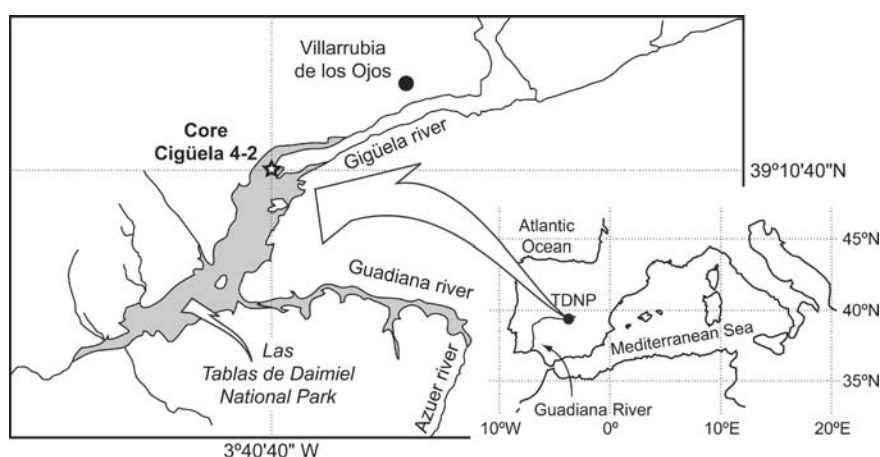 Villarrubia
de los Ojos
Core
Cigüela 4-2
Gigüela river
39º10'40"N
Guadiana river
Azuer river
Las
Tablas de Daimiel
National Park
3º40'40" W
Atlantic
Ocean
TDNP
Mediterranean Sea
Guadiana River
45ºN
40ºN
35ºN
10ºW
0º
10ºE
20ºE